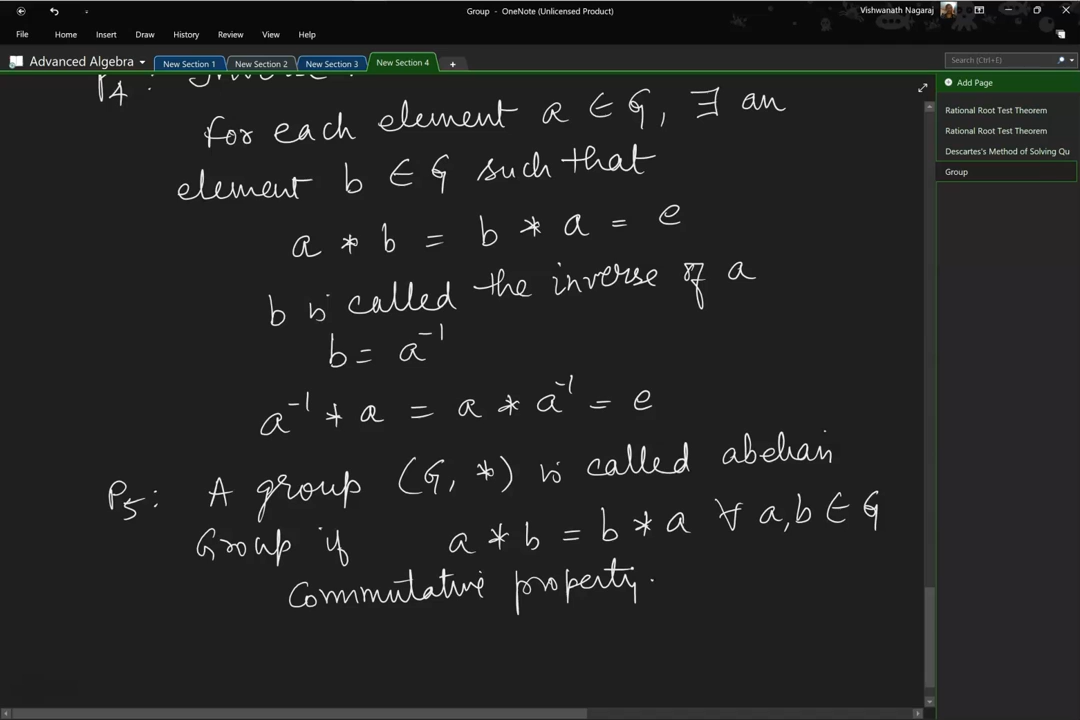 Group - OneNote (Unlicensed Product)
Vishwanath Nagaraj
File Home Insert Draw History Review View Help
Advanced Algebra
New Section 1 New Section 2 New Section 3 New Section 4
Search (Ctrl+E)
Add Page
Rational Root Test Theorem
Rational Root Test Theorem
Descartes's Method of Solving Qu
Group
P4 :
for each element a ∈ G, ∃ an
element b ∈ G such that
a * b = b * a = e
b is called the inverse of a
b = a⁻¹
a⁻¹ * a = a * a⁻¹ = e
P5 : A group (G, *) is called abelian
Group if a * b = b * a ∀ a, b ∈ G
Commutative property.